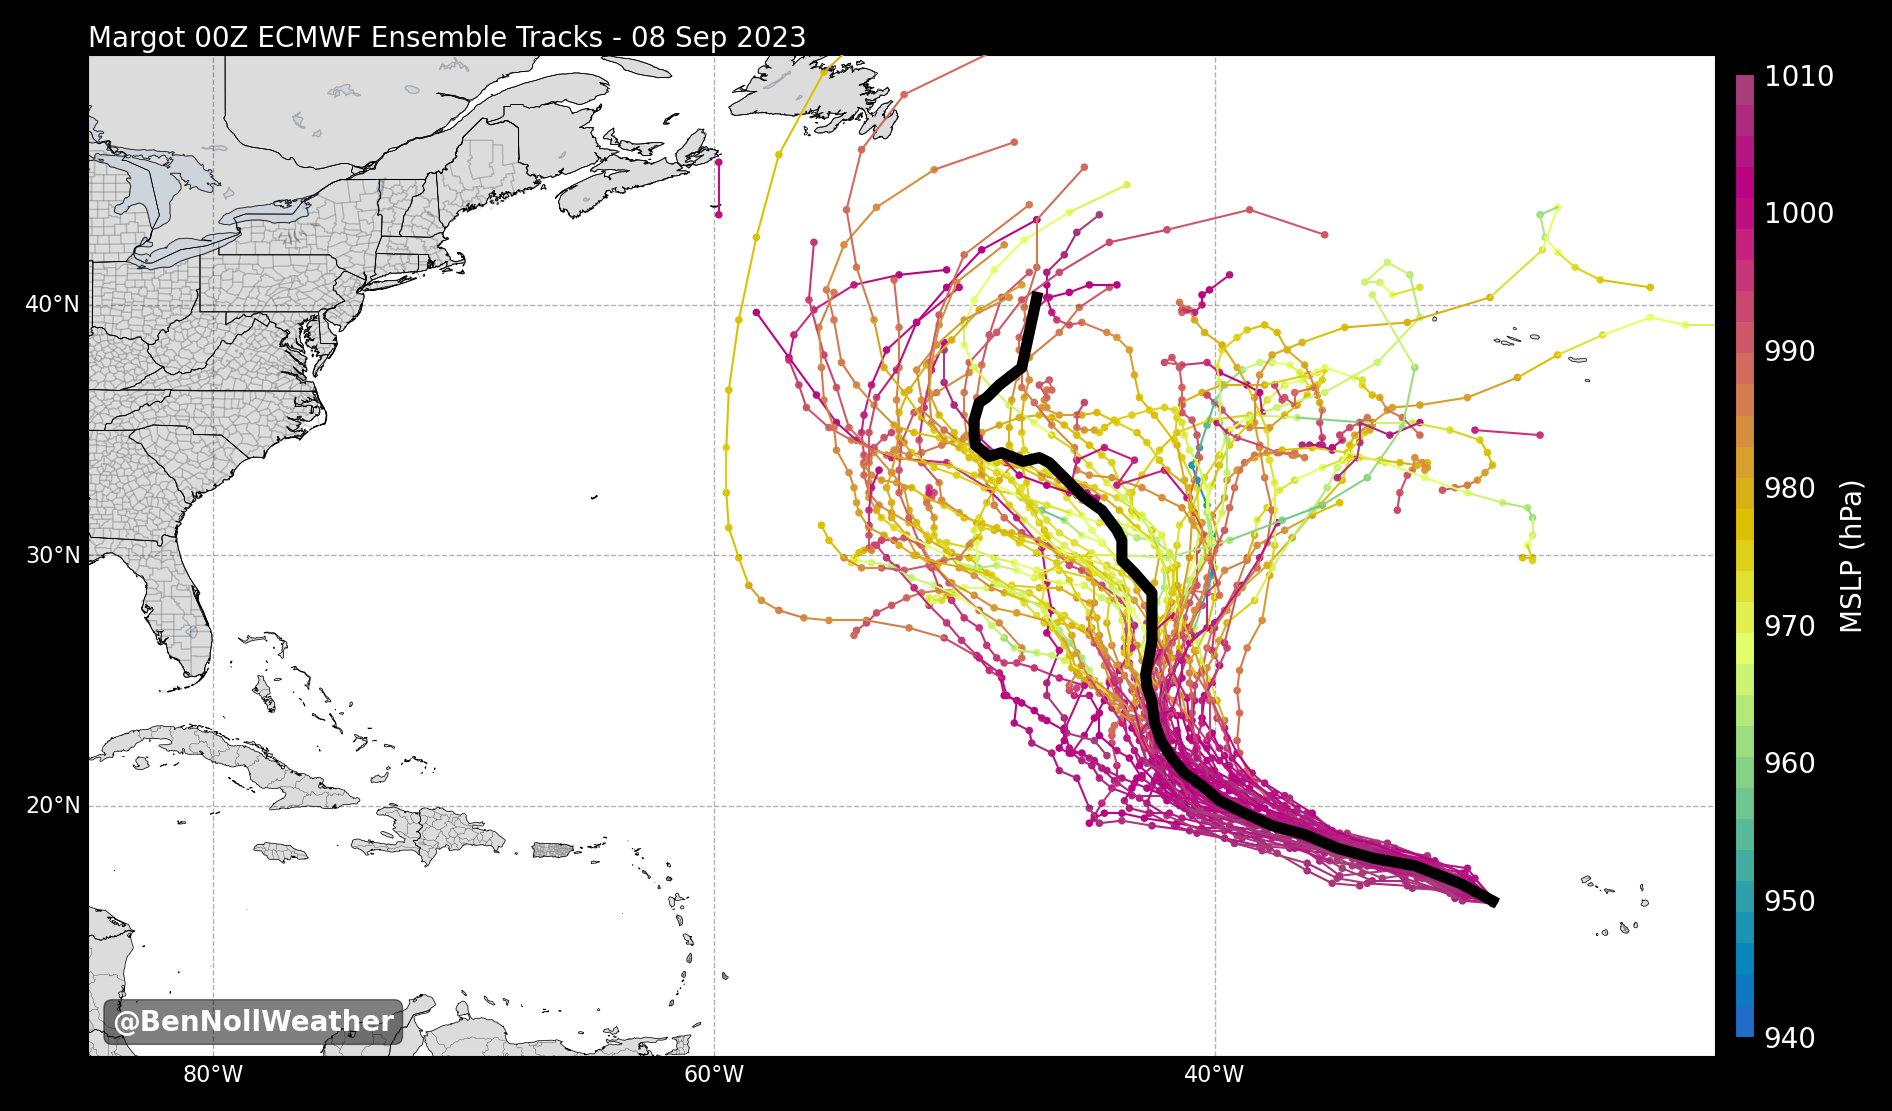 Margot 00Z ECMWF Ensemble Tracks - 08 Sep 2023
1010
1000
990
980
970
960
950
940
MSLP (hPa)
40°N
30°N
20°N
@BenNollWeather
80°W
60°W
40°W